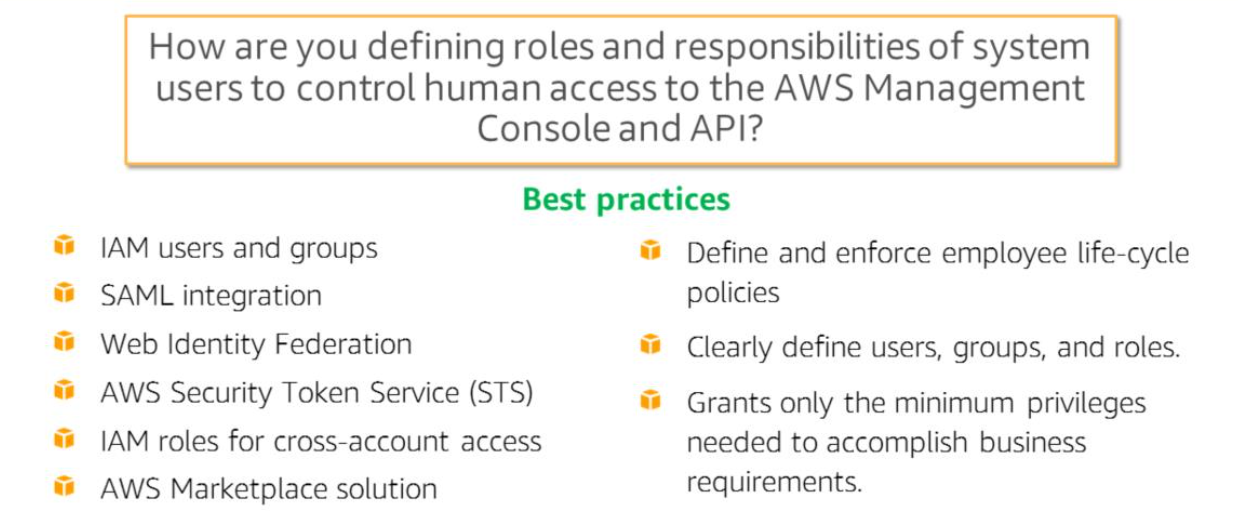 How are you defining roles and responsibilities of system
users to control human access to the AWS Management
Console and API?
Best practices
IAM users and groups
SAML integration
Web Identity Federation
AWS Security Token Service (STS)
IAM roles for cross-account access
AWS Marketplace solution
Define and enforce employee life-cycle
policies
Clearly define users, groups, and roles.
Grants only the minimum privileges
needed to accomplish business
requirements.